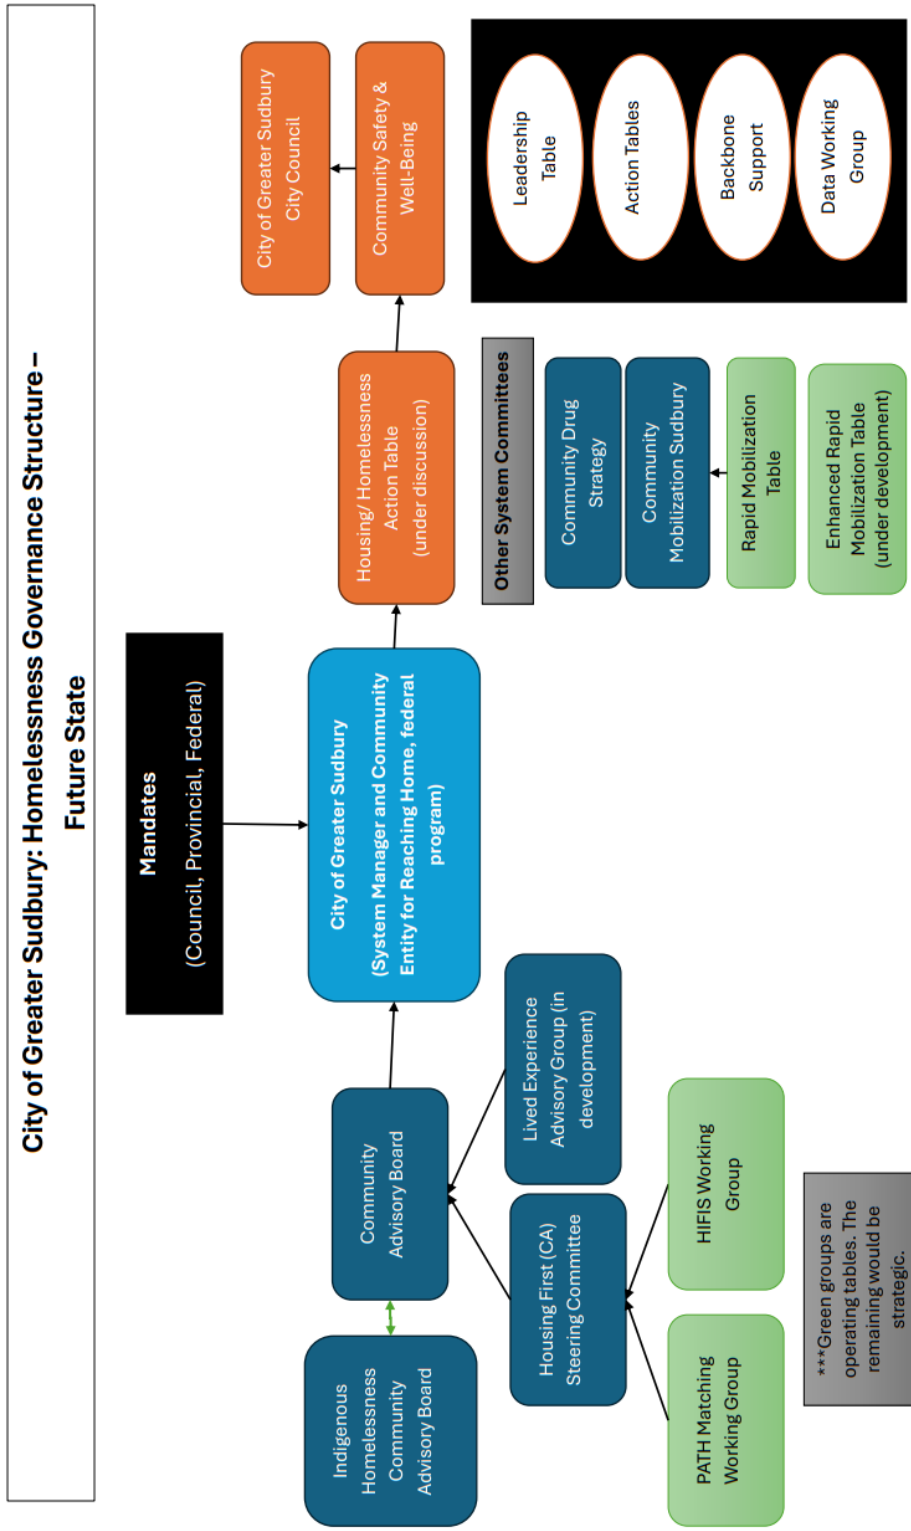 City of Greater Sudbury: Homelessness Governance Structure –
Future State
Mandates
(Council, Provincial, Federal)
City of Greater Sudbury
City Council
Community Safety &
Well-Being
Housing/ Homelessness
Action Table
(under discussion)
City of Greater Sudbury
(System Manager and Community
Entity for Reaching Home, federal
program)
Community
Advisory Board
Indigenous
Homelessness
Community
Advisory Board
Lived Experience
Advisory Group (in
development)
Housing First (CA)
Steering Committee
HIFIS Working
Group
PATH Matching
Working Group
***Green groups are
operating tables. The
remaining would be
strategic.
Other System Committees
Community Drug
Strategy
Community
Mobilization Sudbury
Rapid Mobilization
Table
Enhanced Rapid
Mobilization Table
(under development)
Leadership
Table
Action Tables
Backbone
Support
Data Working
Group